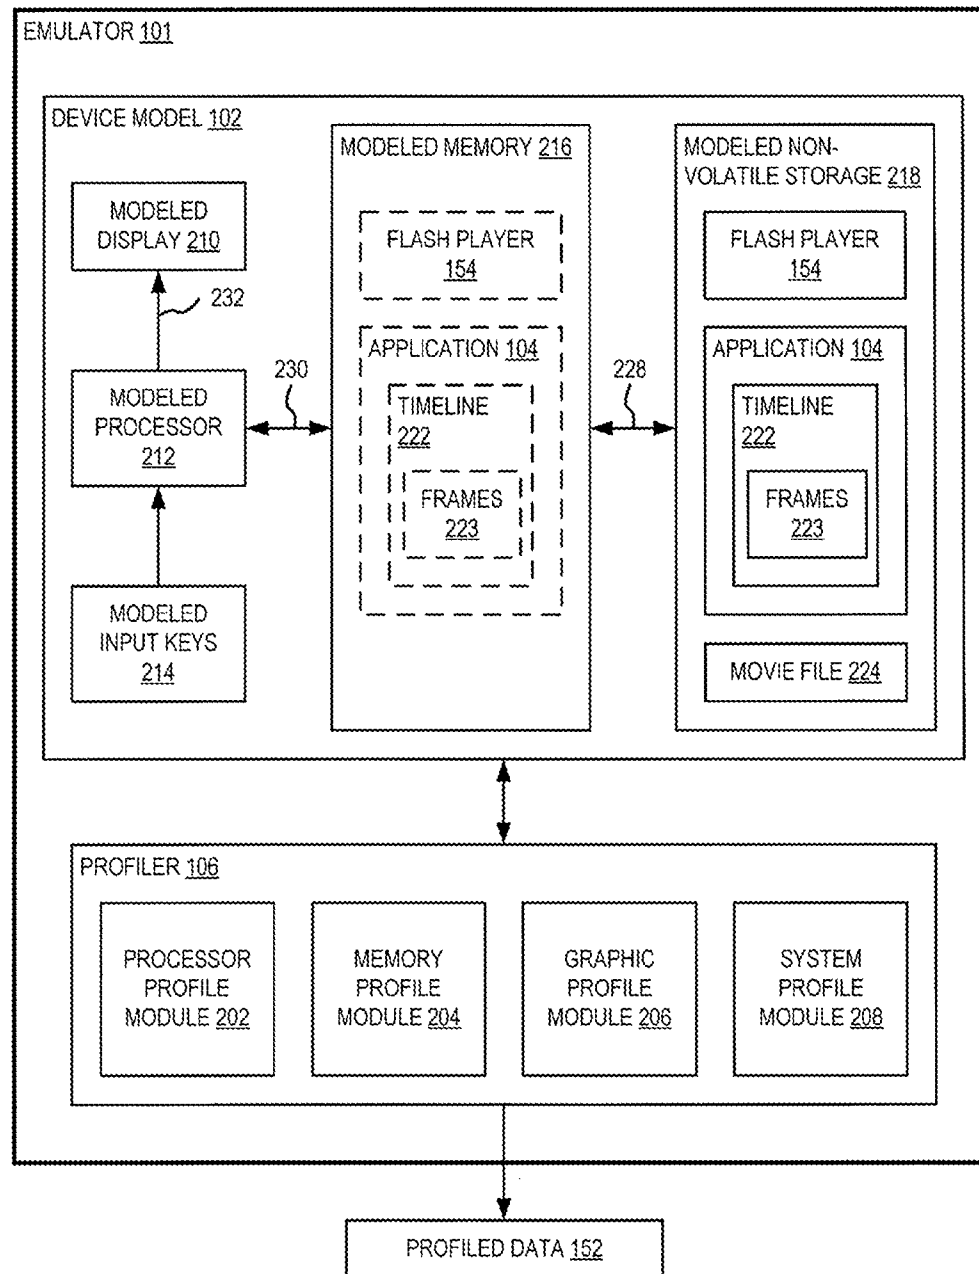 EMULATOR 101
DEVICE MODEL 102
MODELED
DISPLAY 210
232
MODELED
PROCESSOR
212
MODELED
INPUT KEYS
214
230
MODELED MEMORY 216
FLASH PLAYER
154
APPLICATION 104
TIMELINE
222
FRAMES
223
228
MODELED NON-
VOLATILE STORAGE 218
FLASH PLAYER
154
APPLICATION 104
TIMELINE
222
FRAMES
223
MOVIE FILE 224
PROFILER 106
PROCESSOR
PROFILE
MODULE 202
MEMORY
PROFILE
MODULE 204
GRAPHIC
PROFILE
MODULE 206
SYSTEM
PROFILE
MODULE 208
PROFILED DATA 152